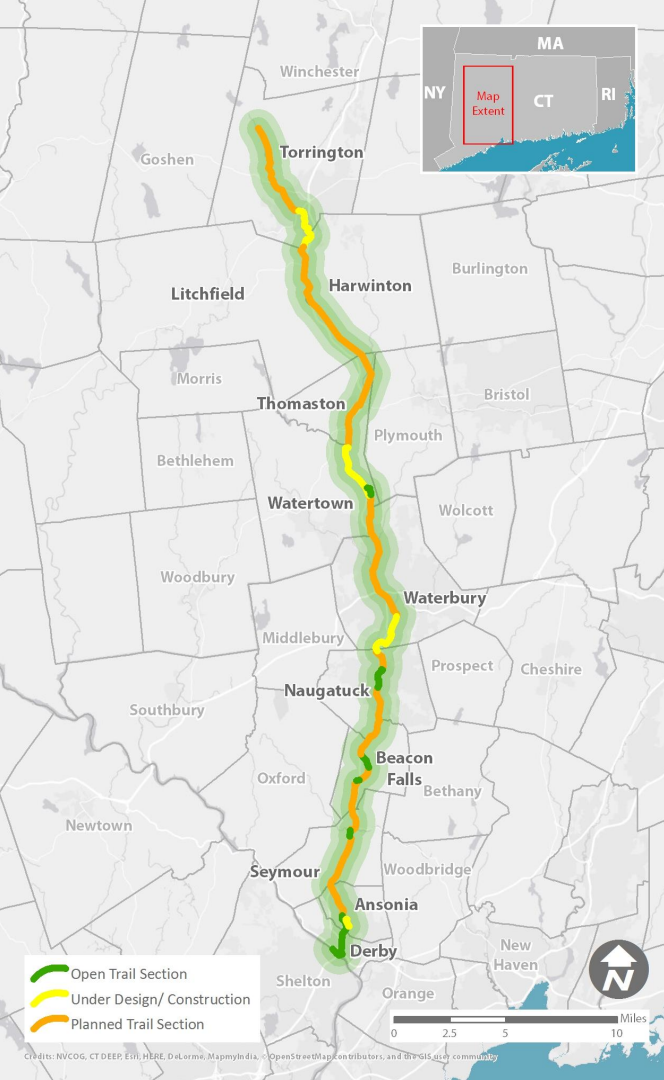 MA
NY
CT
RI
Map
Extent
Winchester
Torrington
Goshen
Burlington
Harwinton
Litchfield
Morris
Bristol
Thomaston
Plymouth
Bethlehem
Watertown
Wolcott
Woodbury
Waterbury
Middlebury
Prospect
Cheshire
Naugatuck
Southbury
Beacon
Falls
Oxford
Bethany
Newtown
Seymour
Woodbridge
Ansonia
Derby
New
Haven
Shelton
Orange
Open Trail Section
Under Design/ Construction
Planned Trail Section
N
Miles
0 2.5 5 10
Credits: NVCOG, CT DEEP, Esri, HERE, DeLorme, MapmyIndia, © OpenStreetMap contributors, and the GIS user community